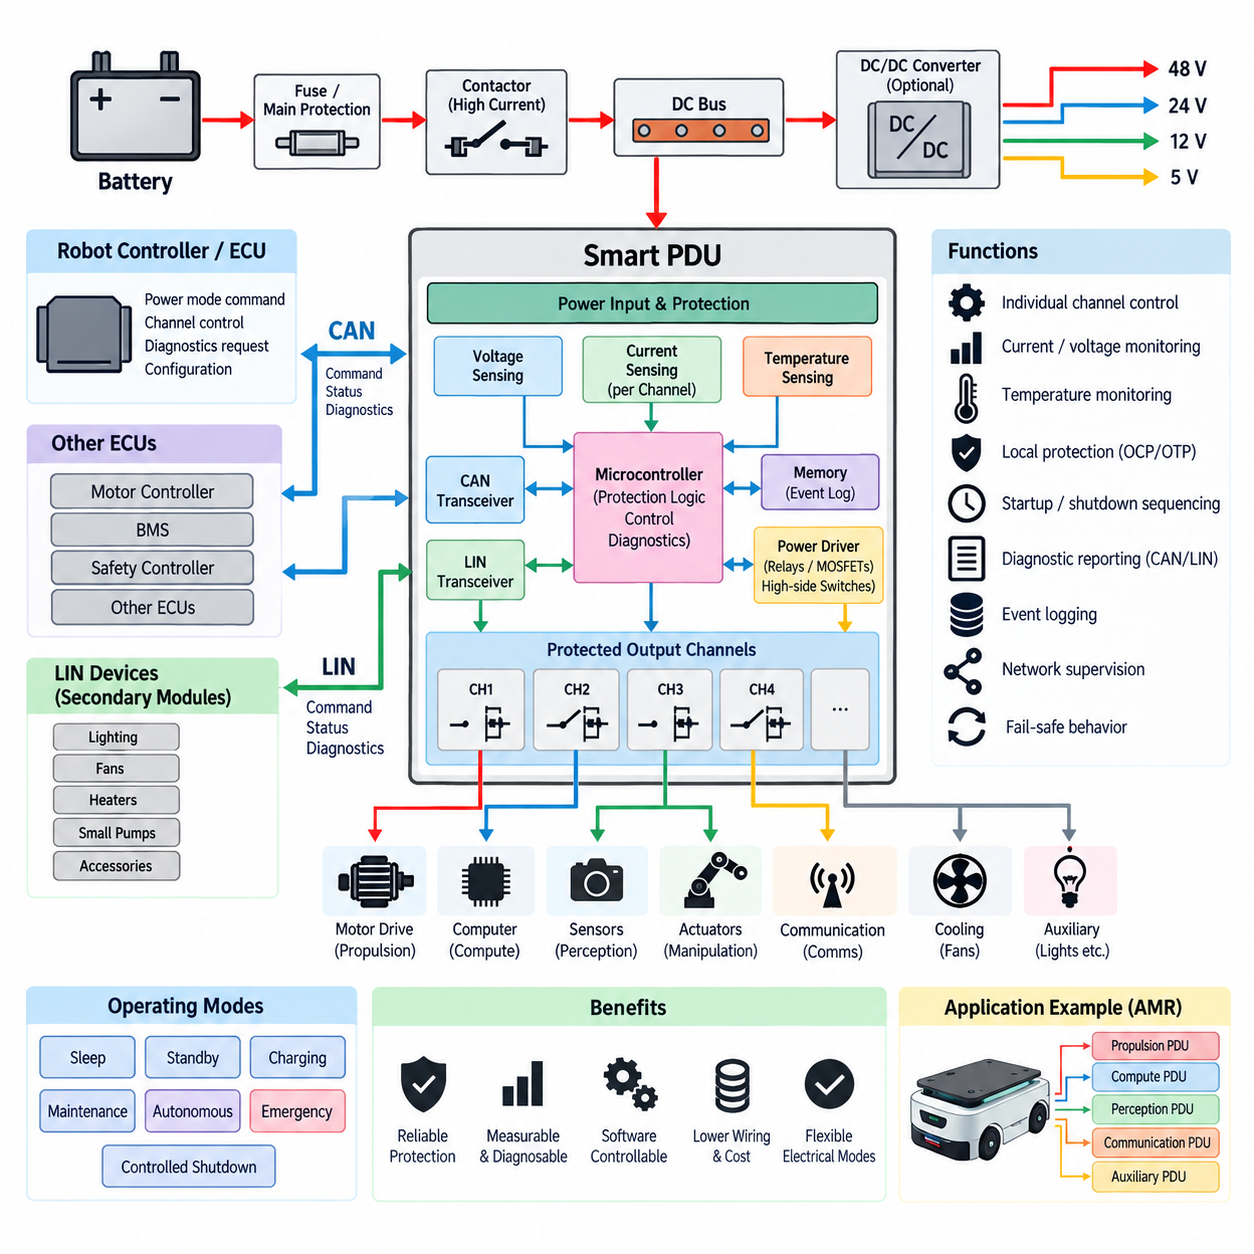 Battery
Fuse /
Main Protection
Contactor
(High Current)
DC Bus
DC/DC Converter
(Optional)
DC
DC
48 V
24 V
12 V
5 V
Robot Controller / ECU
Power mode command
Channel control
Diagnostics request
Configuration
CAN
Command
Status
Diagnostics
Other ECUs
Motor Controller
BMS
Safety Controller
Other ECUs
LIN Devices
(Secondary Modules)
Lighting
Fans
Heaters
Small Pumps
Accessories
LIN
Command
Status
Diagnostics
Smart PDU
Power Input & Protection
Voltage
Sensing
Current
Sensing
(per Channel)
Temperature
Sensing
CAN
Transceiver
Microcontroller
(Protection Logic
Control
Diagnostics)
Memory
(Event Log)
LIN
Transceiver
Power Driver
(Relays / MOSFETs)
High-side Switches)
Protected Output Channels
CH1
CH2
CH3
CH4
...
Functions
Individual channel control
Current / voltage monitoring
Temperature monitoring
Local protection (OCP/OTP)
Startup / shutdown sequencing
Diagnostic reporting (CAN/LIN)
Event logging
Network supervision
Fail-safe behavior
Motor Drive
(Propulsion)
Computer
(Compute)
Sensors
(Perception)
Actuators
(Manipulation)
Communication
(Comms)
Cooling
(Fans)
Auxiliary
(Lights etc.)
Operating Modes
Sleep
Standby
Charging
Maintenance
Autonomous
Emergency
Controlled Shutdown
Benefits
Reliable
Protection
Measurable
& Diagnosable
Software
Controllable
Lower Wiring
& Cost
Flexible
Electrical Modes
Application Example (AMR)
Propulsion PDU
Compute PDU
Perception PDU
Communication PDU
Auxiliary PDU